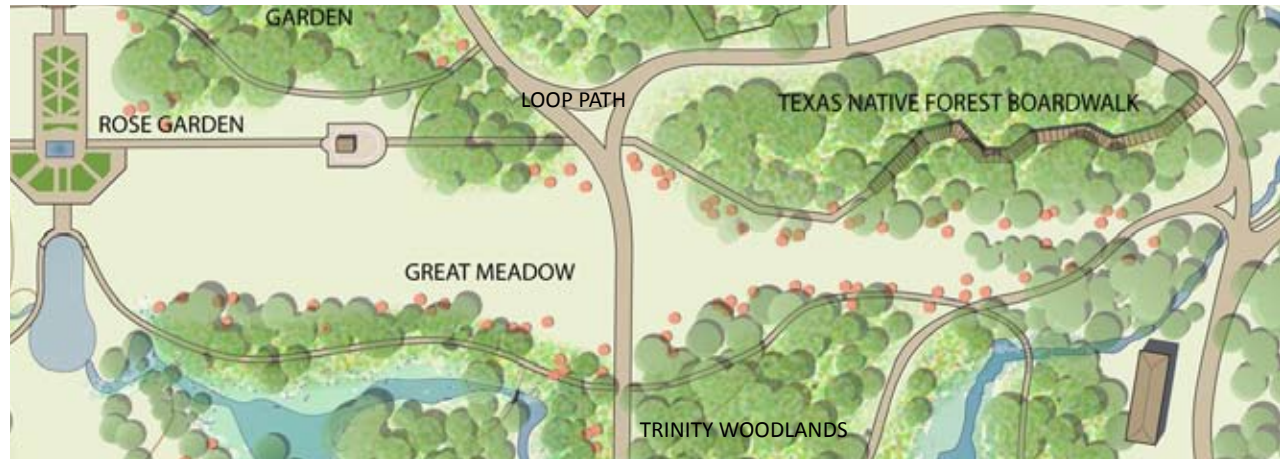 GARDEN
LOOP PATH
TEXAS NATIVE FOREST BOARDWALK
ROSE GARDEN
GREAT MEADOW
TRINITY WOODLANDS